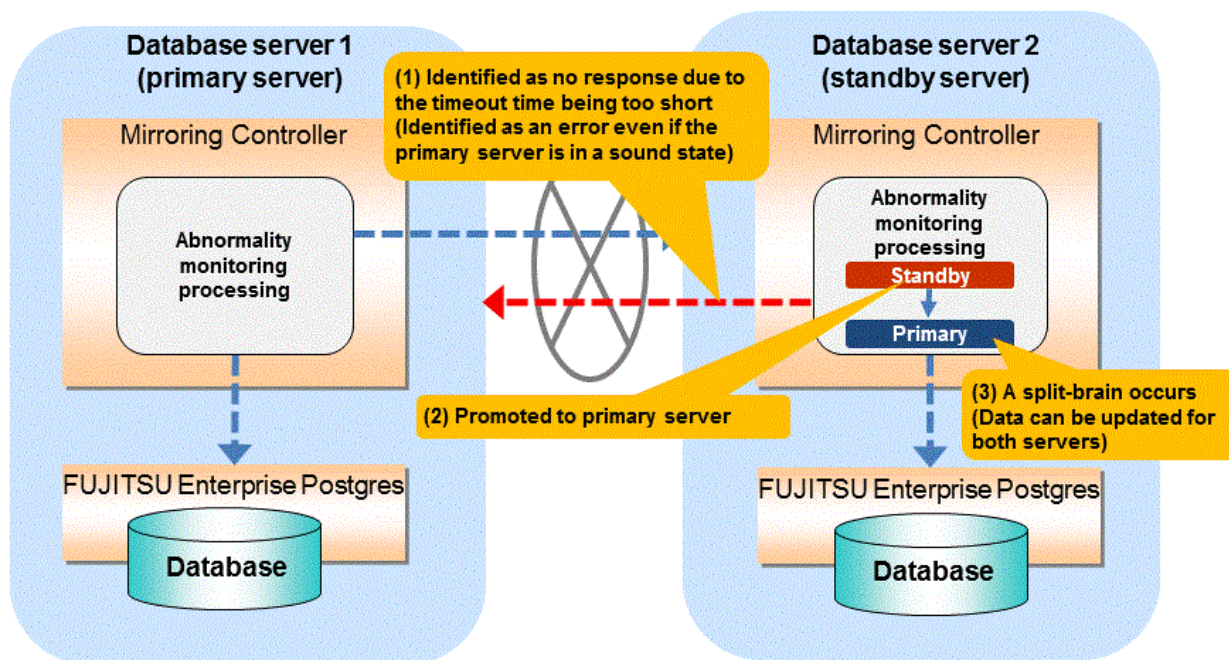 Database server 1
(primary server)
Mirroring Controller
Abnormality
monitoring
processing
FUJITSU Enterprise Postgres
Database
(1) Identified as no response due to
the timeout time being too short
(Identified as an error even if the
primary server is in a sound state)
(2) Promoted to primary server
Database server 2
(standby server)
Mirroring Controller
Abnormality
monitoring
processing
Standby
Primary
(3) A split-brain occurs
(Data can be updated for
both servers)
FUJITSU Enterprise Postgres
Database